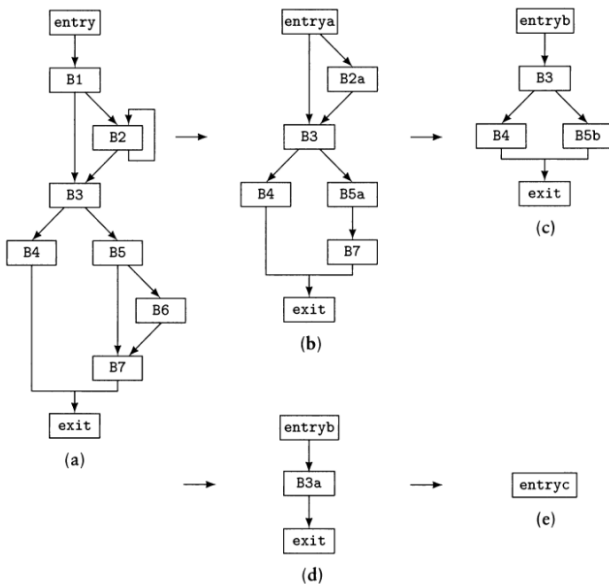 entry
B1
B2
B3
B4
B5
B6
B7
exit
(a)
entrya
B2a
B3
B4
B5a
B7
exit
(b)
entryb
B3
B4
B5b
exit
(c)
entryb
B3a
exit
(d)
entryc
(e)